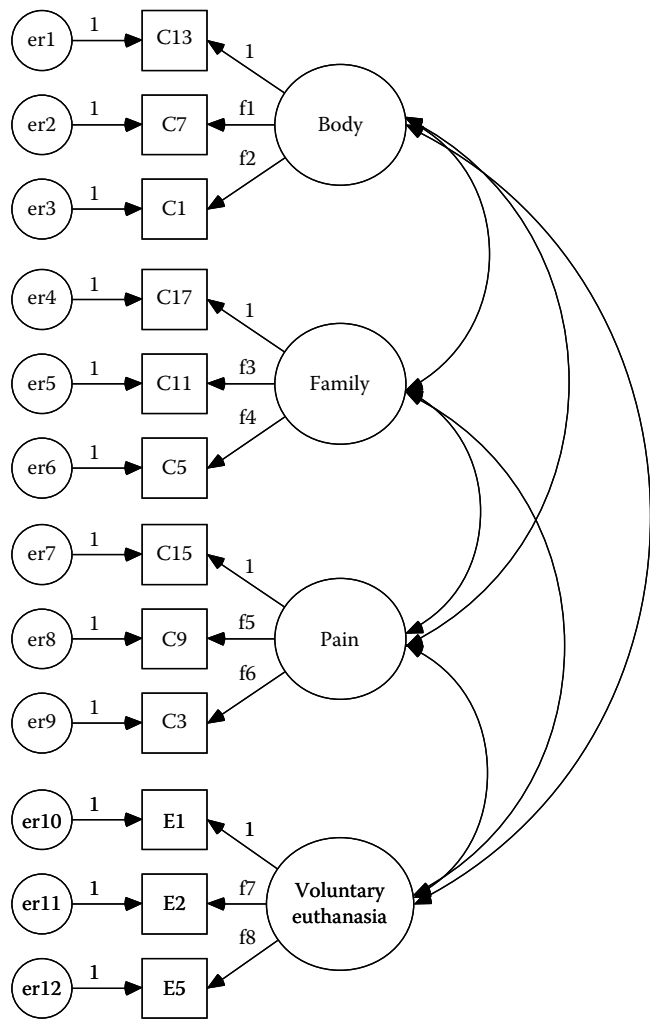 er1
1
C13
1
er2
1
C7
f1
Body
er3
1
C1
f2
er4
1
C17
1
er5
1
C11
f3
Family
er6
1
C5
f4
er7
1
C15
1
er8
1
C9
f5
Pain
er9
1
C3
f6
er10
1
E1
1
er11
1
E2
f7
Voluntary
euthanasia
er12
1
E5
f8